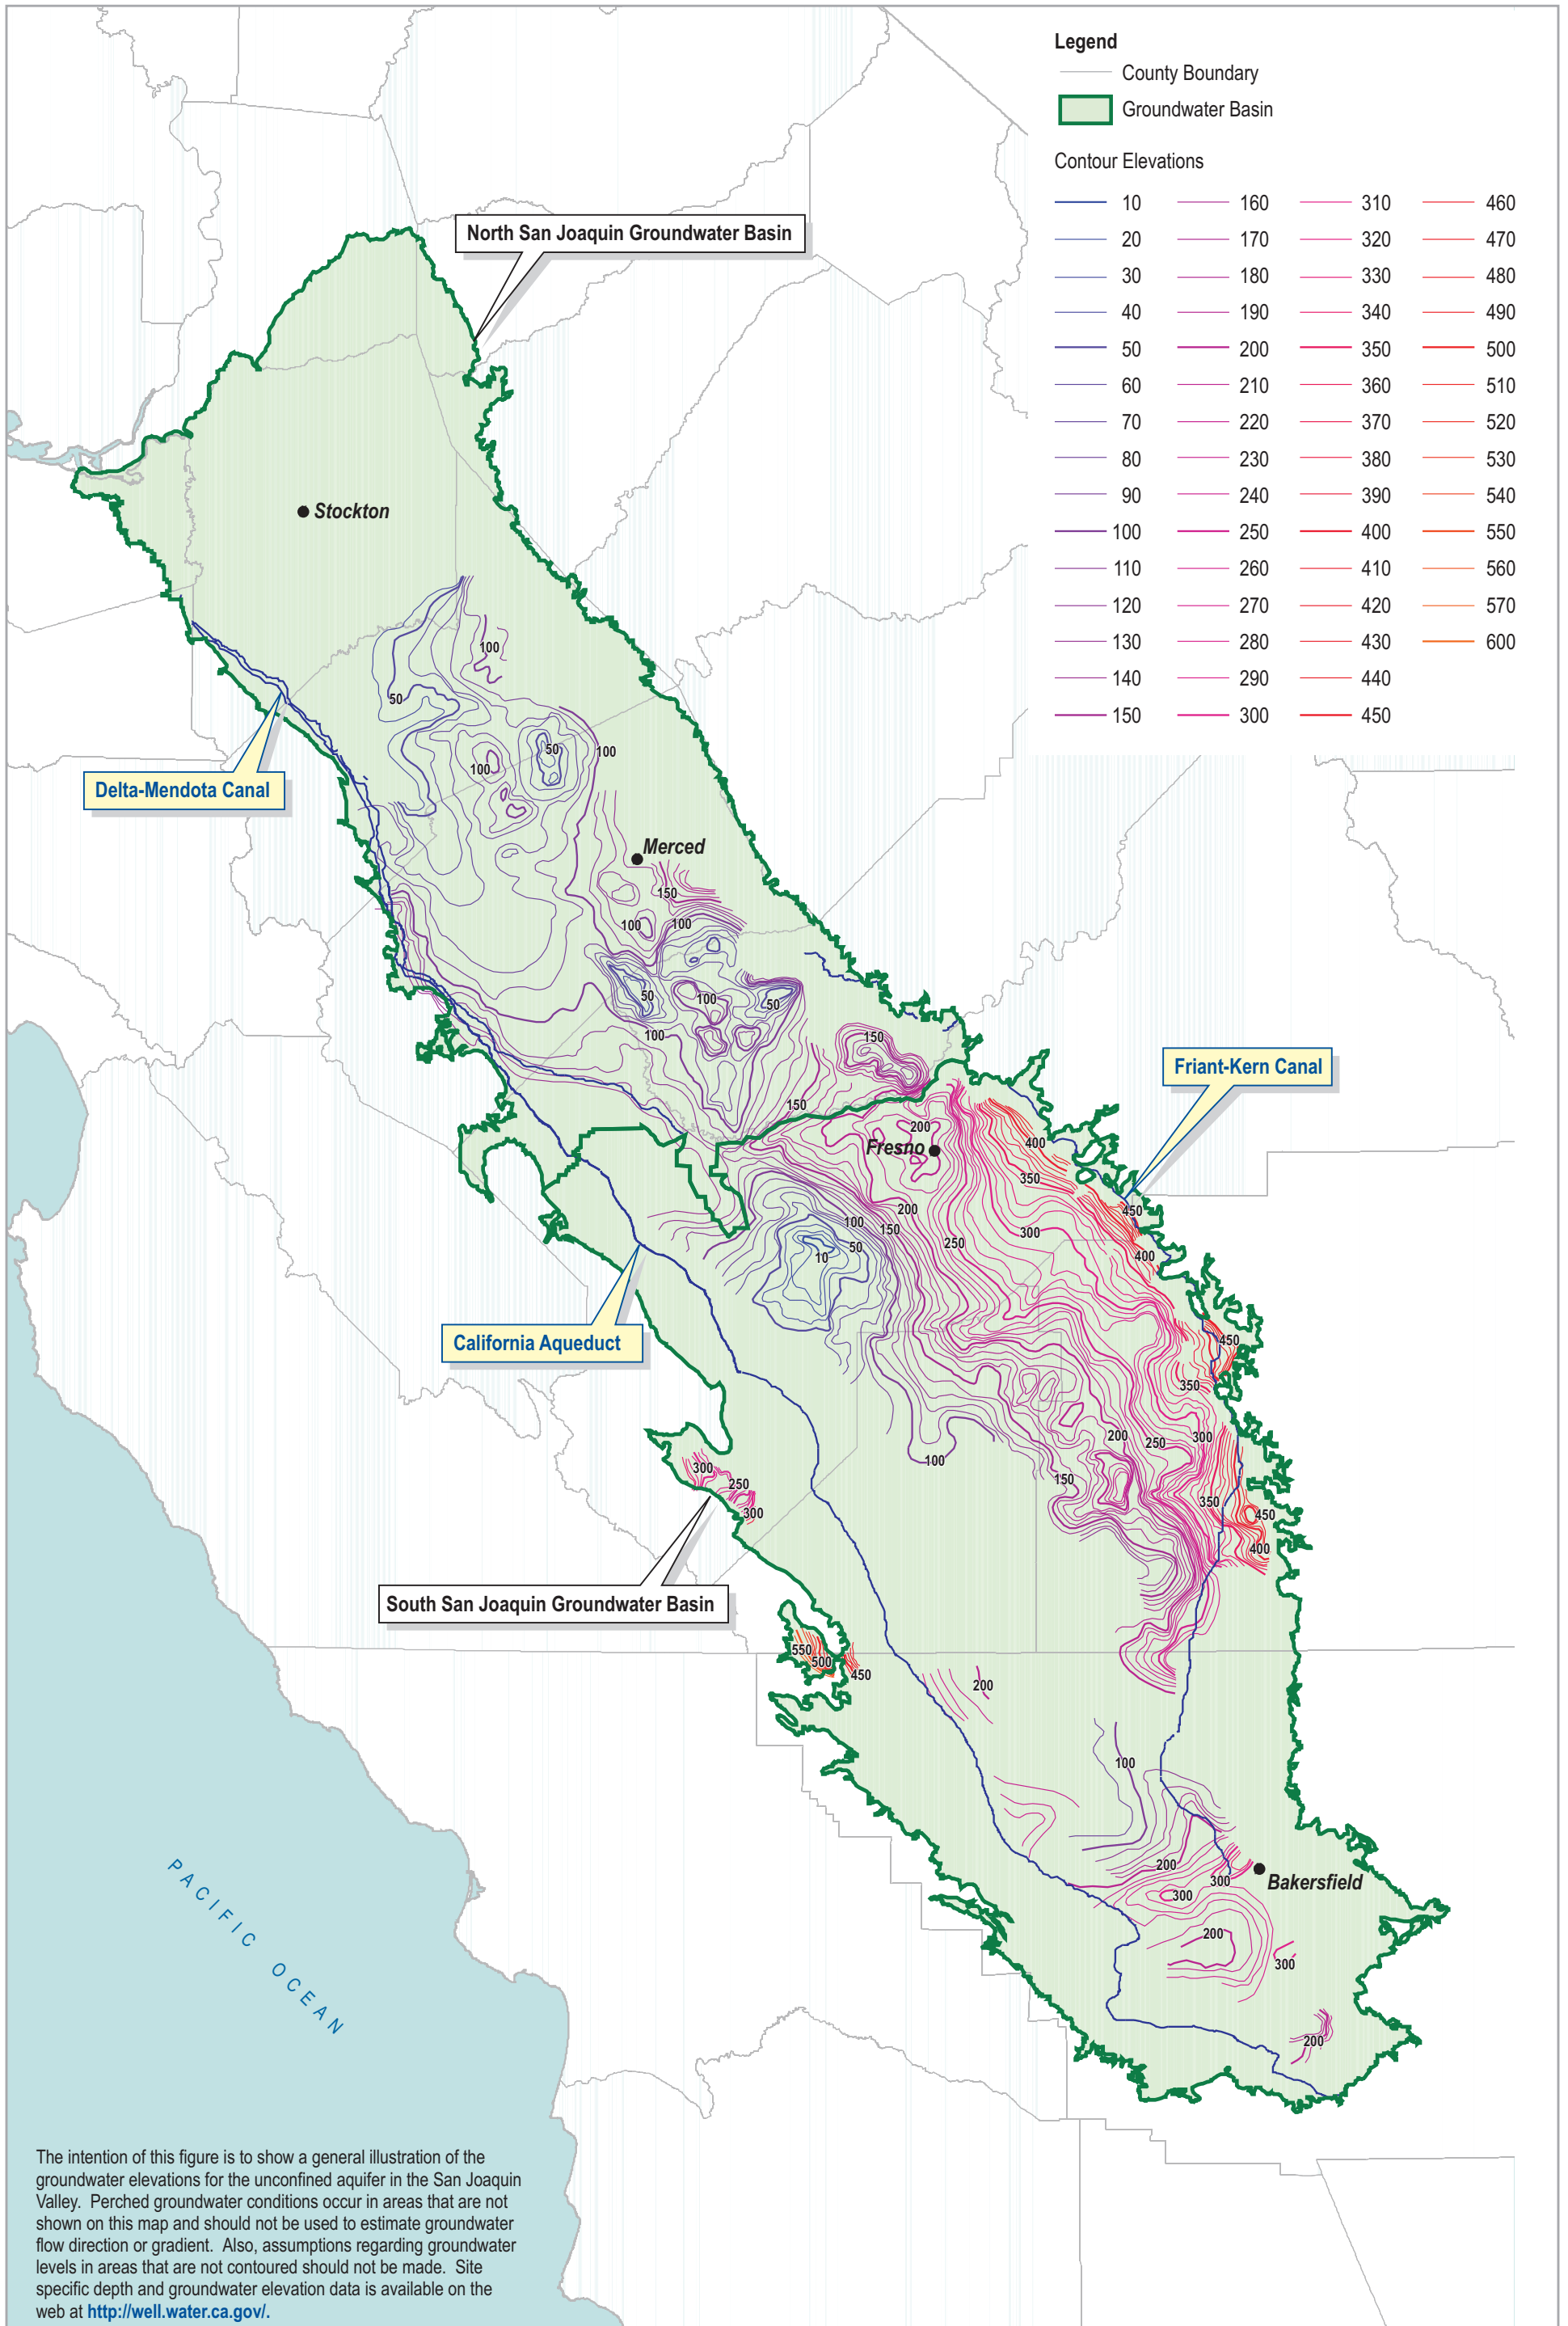 Legend
County Boundary
Groundwater Basin
Contour Elevations
10 160 310 460
20 170 320 470
30 180 330 480
40 190 340 490
50 200 350 500
60 210 360 510
70 220 370 520
80 230 380 530
90 240 390 540
100 250 400 550
110 260 410 560
120 270 420 570
130 280 430 600
140 290 440
150 300 450
North San Joaquin Groundwater Basin
Stockton
100
50
Delta-Mendota Canal
50
100
100
Merced
150
100
100
50
100
50
100
150
Friant-Kern Canal
150
200
Fresno
400
350
200
450
100
150
300
250
50
10
400
California Aqueduct
450
350
200
250
300
100
300
150
250
300
350
450
400
South San Joaquin Groundwater Basin
550
500
450
200
100
200
300
300
Bakersfield
200
300
200
PACIFIC OCEAN
The intention of this figure is to show a general illustration of the
groundwater elevations for the unconfined aquifer in the San Joaquin
Valley. Perched groundwater conditions occur in areas that are not
shown on this map and should not be used to estimate groundwater
flow direction or gradient. Also, assumptions regarding groundwater
levels in areas that are not contoured should not be made. Site
specific depth and groundwater elevation data is available on the
web at http://well.water.ca.gov/.